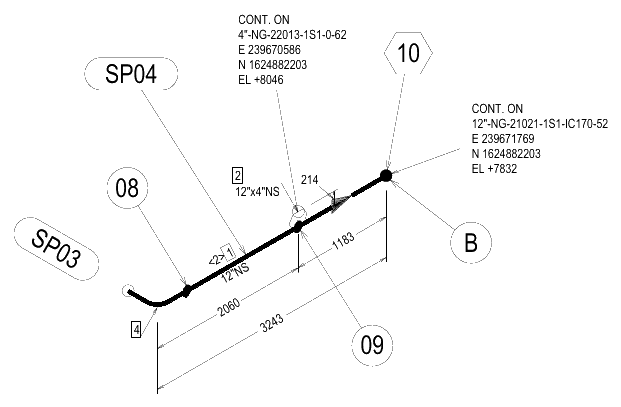 CONT. ON
4"-NG-22013-1S1-0-62
E 239670586
N 1624882203
EL +8046
10
SP04
CONT. ON
12"-NG-21021-1S1-IC170-52
E 239671769
N 1624882203
EL +7832
2
12"x4"NS
214
08
SP03
B
<2> 1
12"NS
1183
2060
3243
4
09